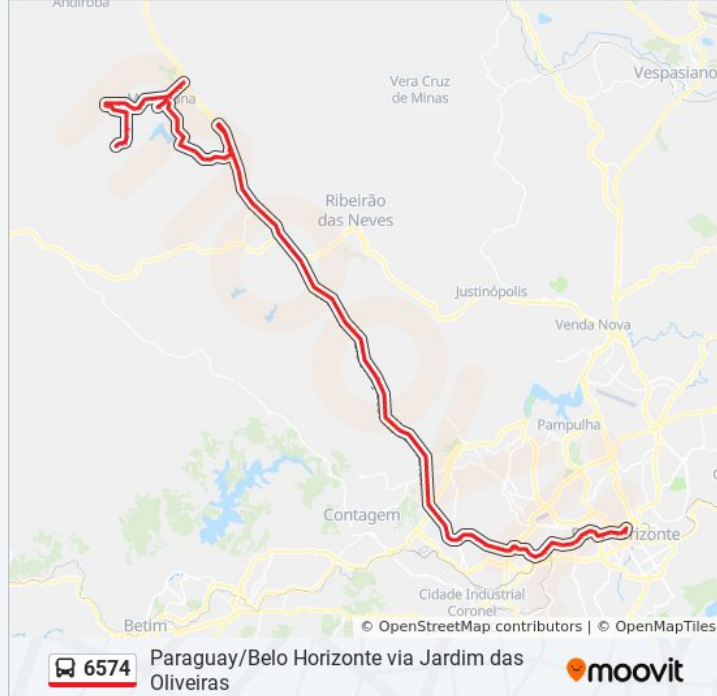 Andiroba
Vespasiano
Vera Cruz
de Minas
Ribeirão
das Neves
Justinópolis
Venda Nova
Pampulha
Contagem
Cidade Industrial
Coronel
Betim
© OpenStreetMap contributors | © OpenMapTiles
6574
Paraguay/Belo Horizonte via Jardim das
Oliveiras
moovit